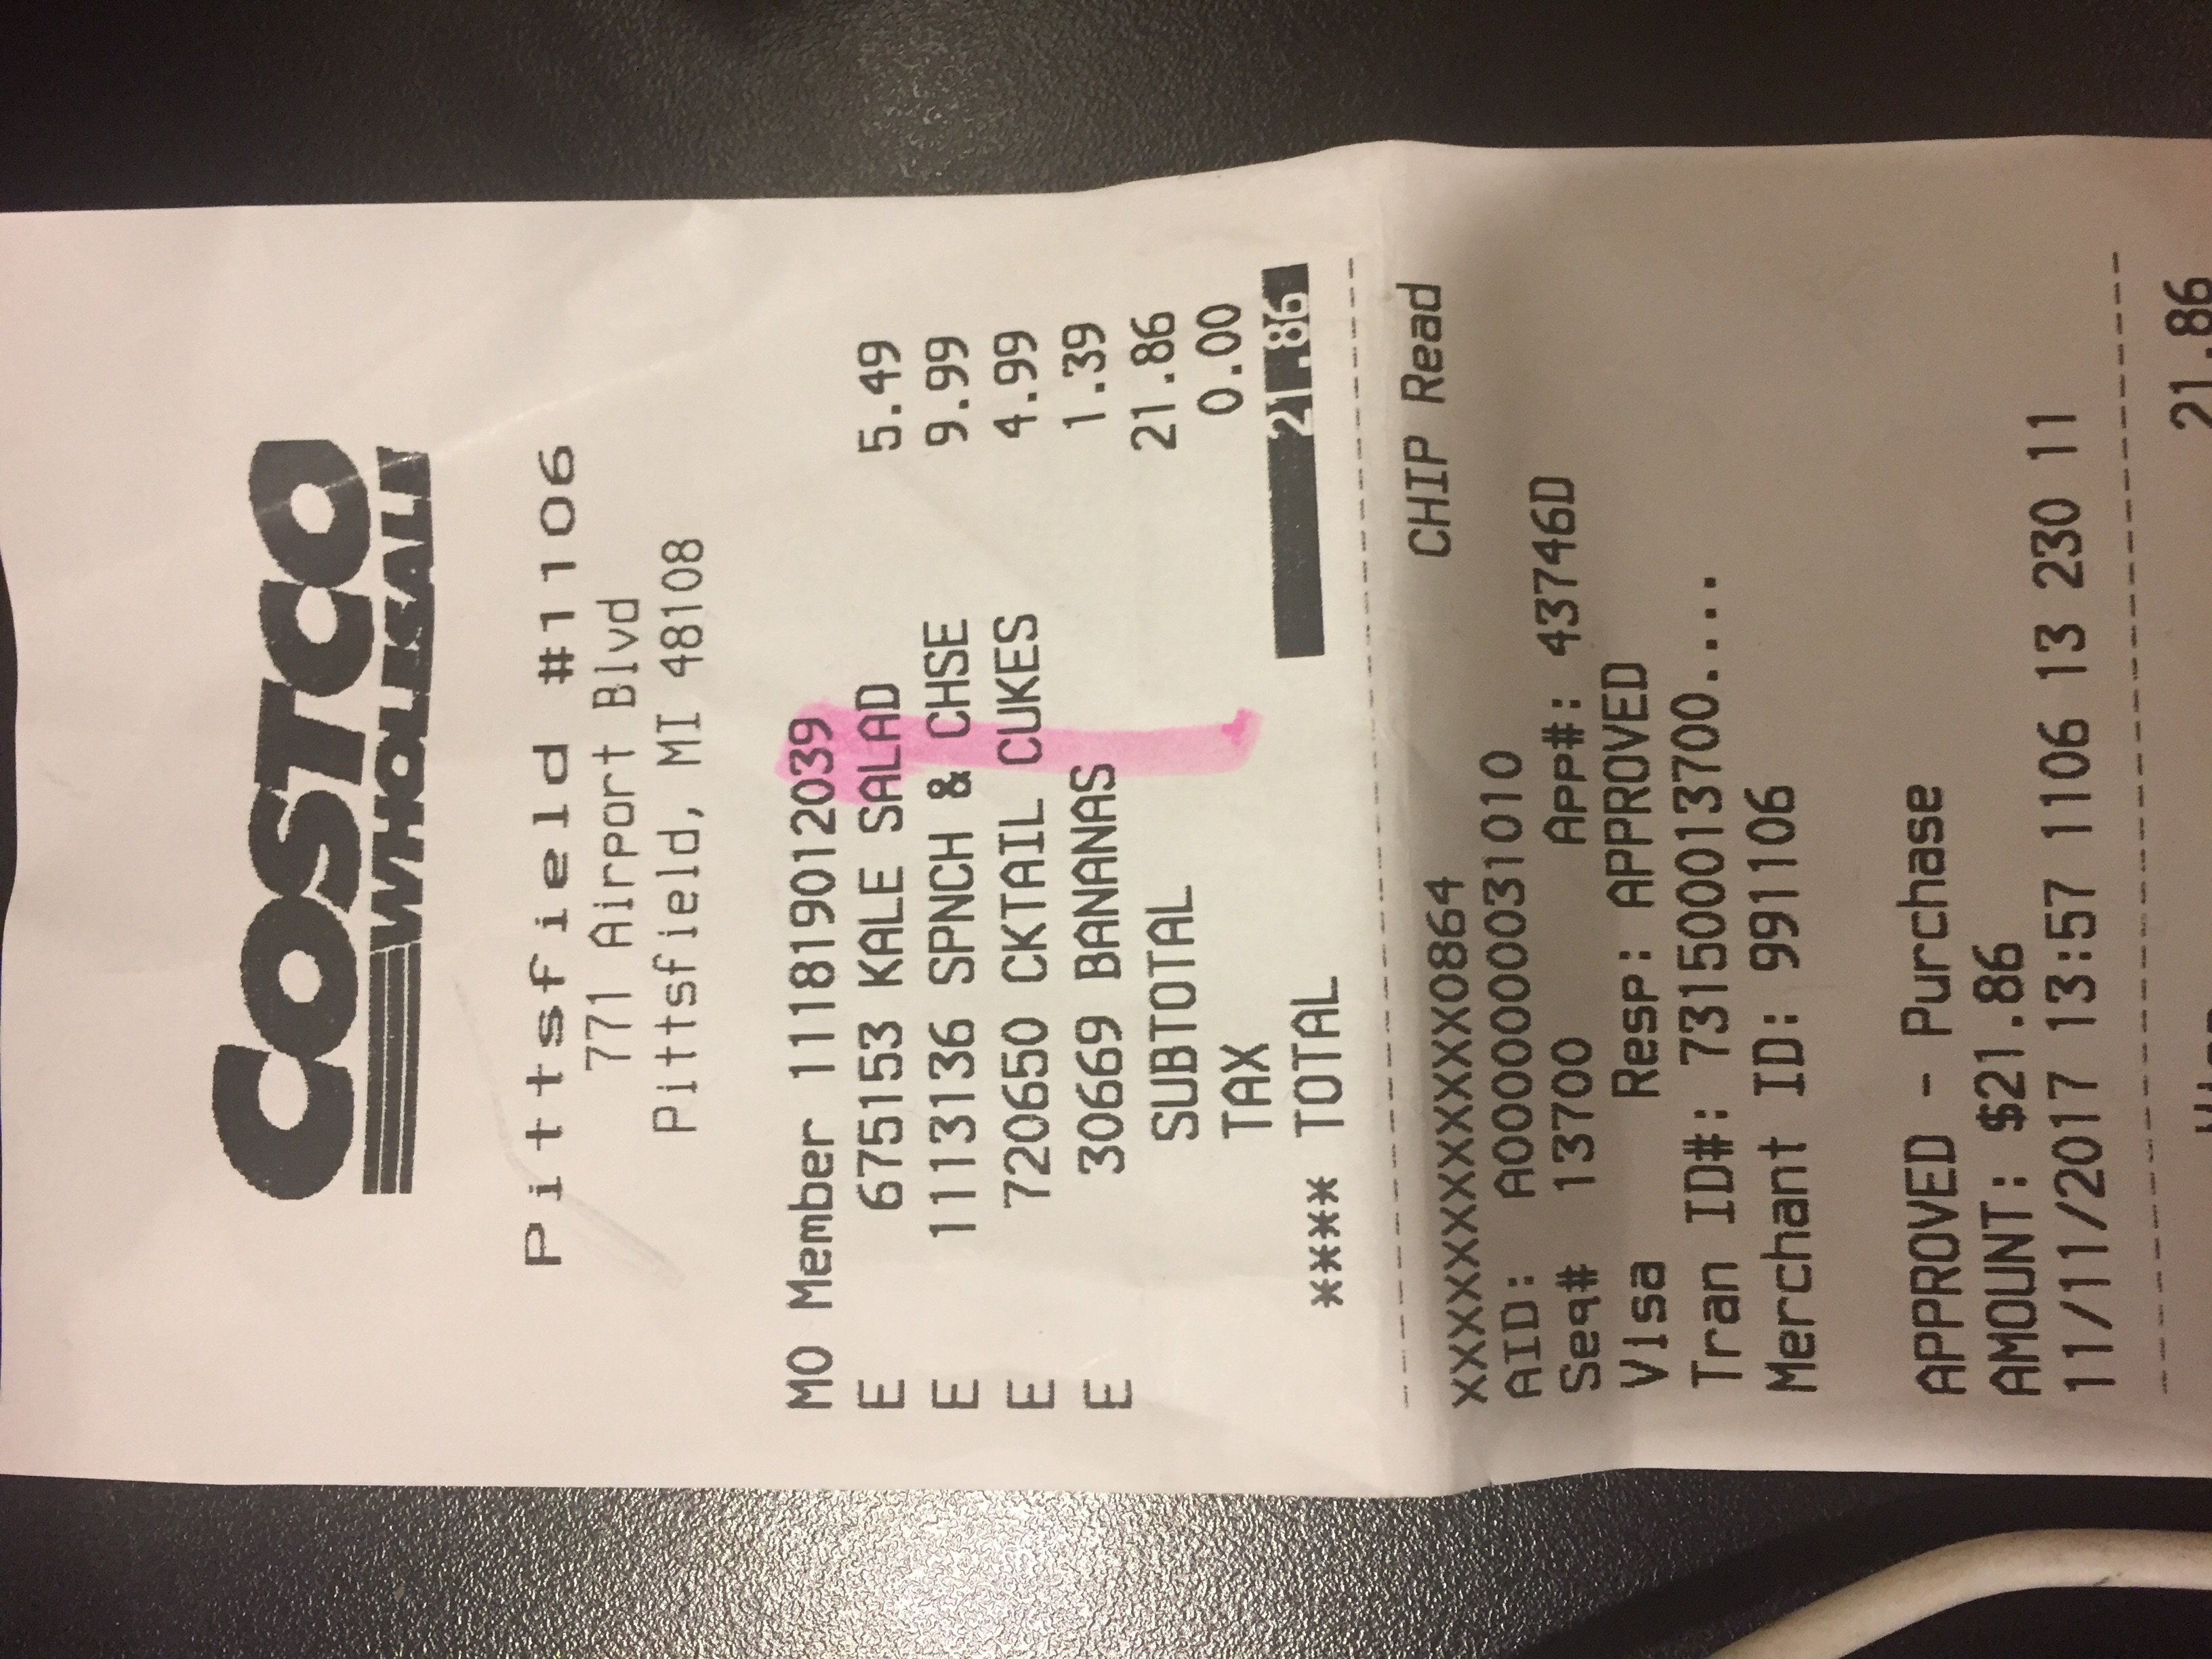 COSTCO
WHOLESALE
Pittsfield #1106
771 Airport Blvd
Pittsfield, MI 48108
MO Member 111819012039
E 675153 KALE SALAD 5.49
E 1113136 SPNCH & CHSE 9.99
E 720650 CKTAIL CUKES 4.99
E 30669 BANANAS 1.39
SUBTOTAL 21.86
TAX 0.00
**** TOTAL 21.86
XXXXXXXXXXXX0864 CHIP Read
AID: A0000000031010
Seq# 13700 App#: 43746D
Visa Resp: APPROVED
Tran ID#: 731500013700....
Merchant ID: 991106
APPROVED - Purchase
AMOUNT: $21.86
11/11/2017 13:57 1106 13 230 11
Visa 21.86